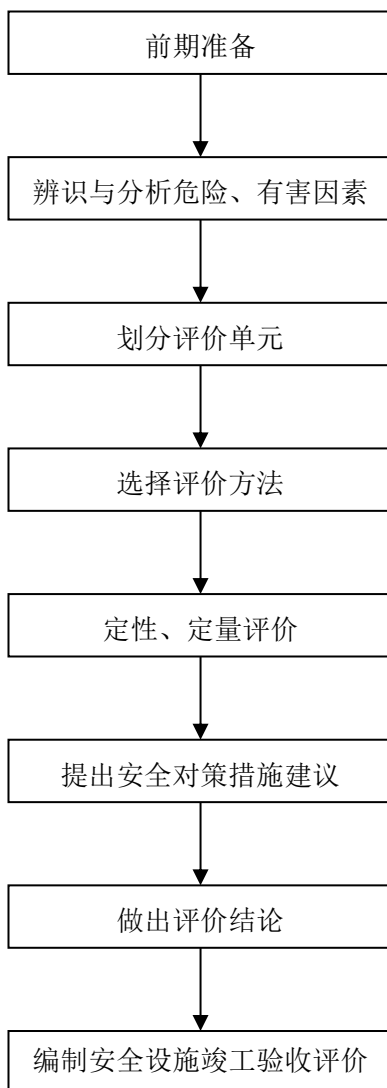 前期准备
辨识与分析危险、有害因素
划分评价单元
选择评价方法
定性、定量评价
提出安全对策措施建议
做出评价结论
编制安全设施竣工验收评价